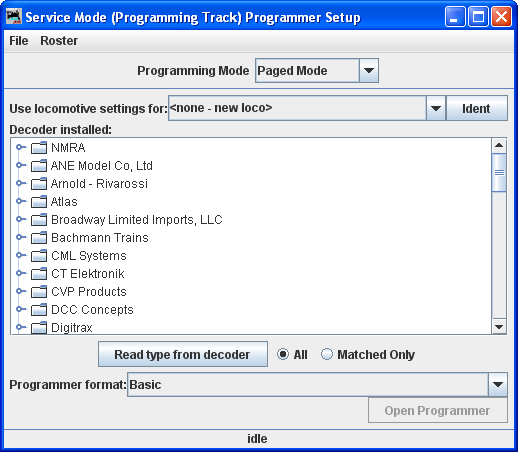 Service Mode (Programming Track) Programmer Setup
File Roster
Programming Mode Paged Mode
Use locomotive settings for: <none - new loco> Ident
Decoder installed:
NMRA
ANE Model Co, Ltd
Arnold - Rivarossi
Atlas
Broadway Limited Imports, LLC
Bachmann Trains
CML Systems
CT Elektronik
CVP Products
DCC Concepts
Digitrax
Read type from decoder All Matched Only
Programmer format: Basic
Open Programmer
idle